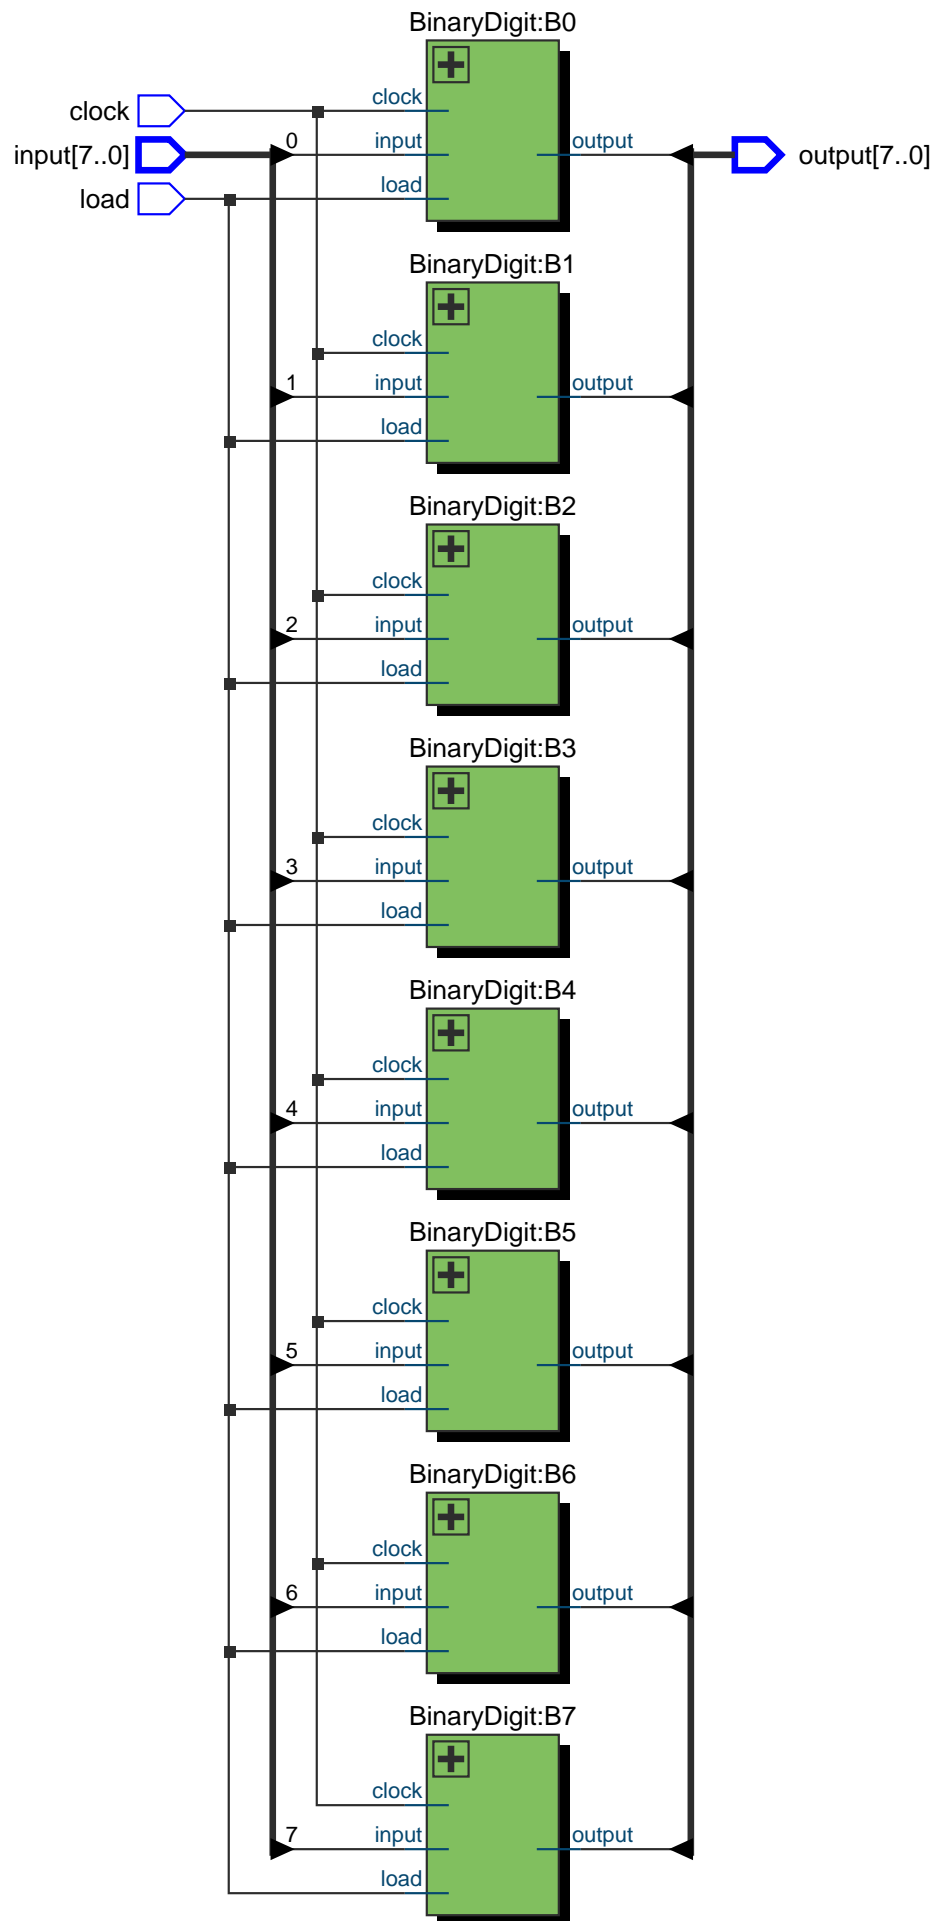 BinaryDigit:B0
clock
clock
input[7..0]
0
input
output
output[7..0]
load
load
BinaryDigit:B1
clock
1
input
output
load
BinaryDigit:B2
clock
2
input
output
load
BinaryDigit:B3
clock
3
input
output
load
BinaryDigit:B4
clock
4
input
output
load
BinaryDigit:B5
clock
5
input
output
load
BinaryDigit:B6
clock
6
input
output
load
BinaryDigit:B7
clock
7
input
output
load